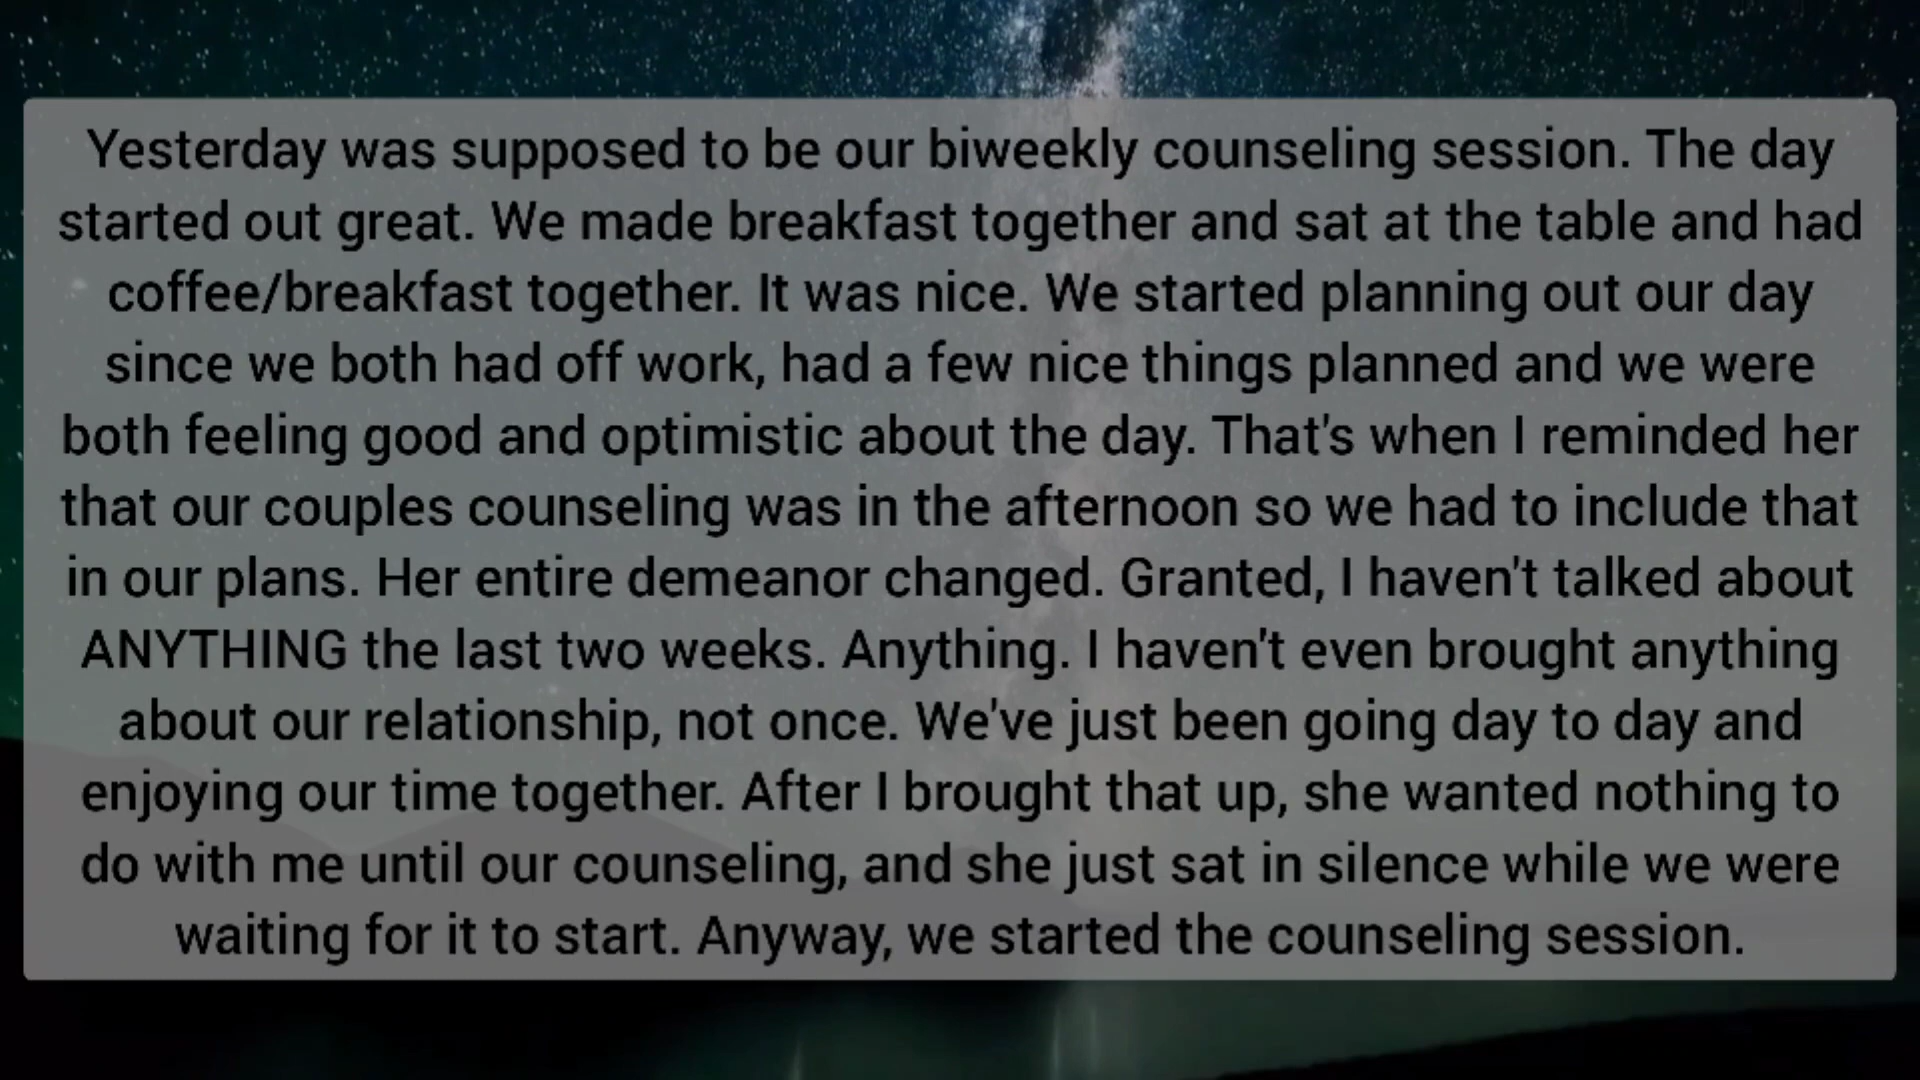 Yesterday was supposed to be our biweekly counseling session. The day
started out great. We made breakfast together and sat at the table and had
coffee/breakfast together. It was nice. We started planning out our day
since we both had off work, had a few nice things planned and we were
both feeling good and optimistic about the day. That's when I reminded her
that our couples counseling was in the afternoon so we had to include that
in our plans. Her entire demeanor changed. Granted, I haven't talked about
ANYTHING the last two weeks. Anything. I haven't even brought anything
about our relationship, not once. We've just been going day to day and
enjoying our time together. After I brought that up, she wanted nothing to
do with me until our counseling, and she just sat in silence while we were
waiting for it to start. Anyway, we started the counseling session.